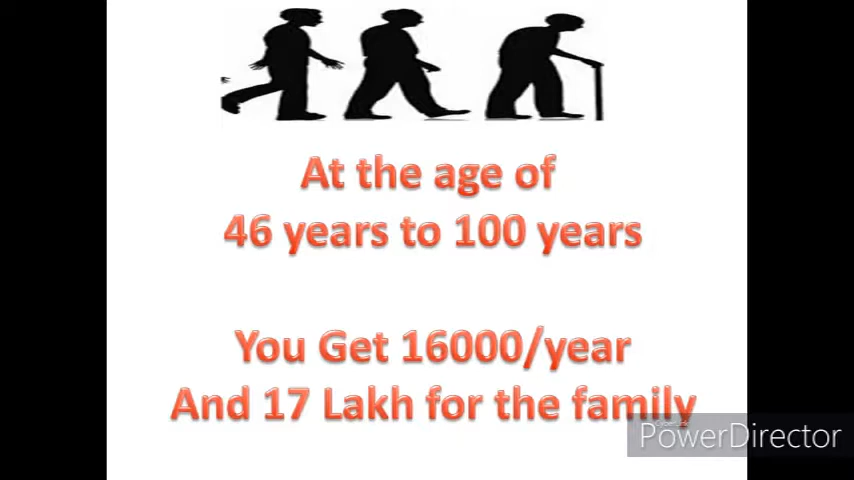 At the age of
46 years to 100 years
You Get 16000/year
And 17 Lakh for the family
PowerDirector